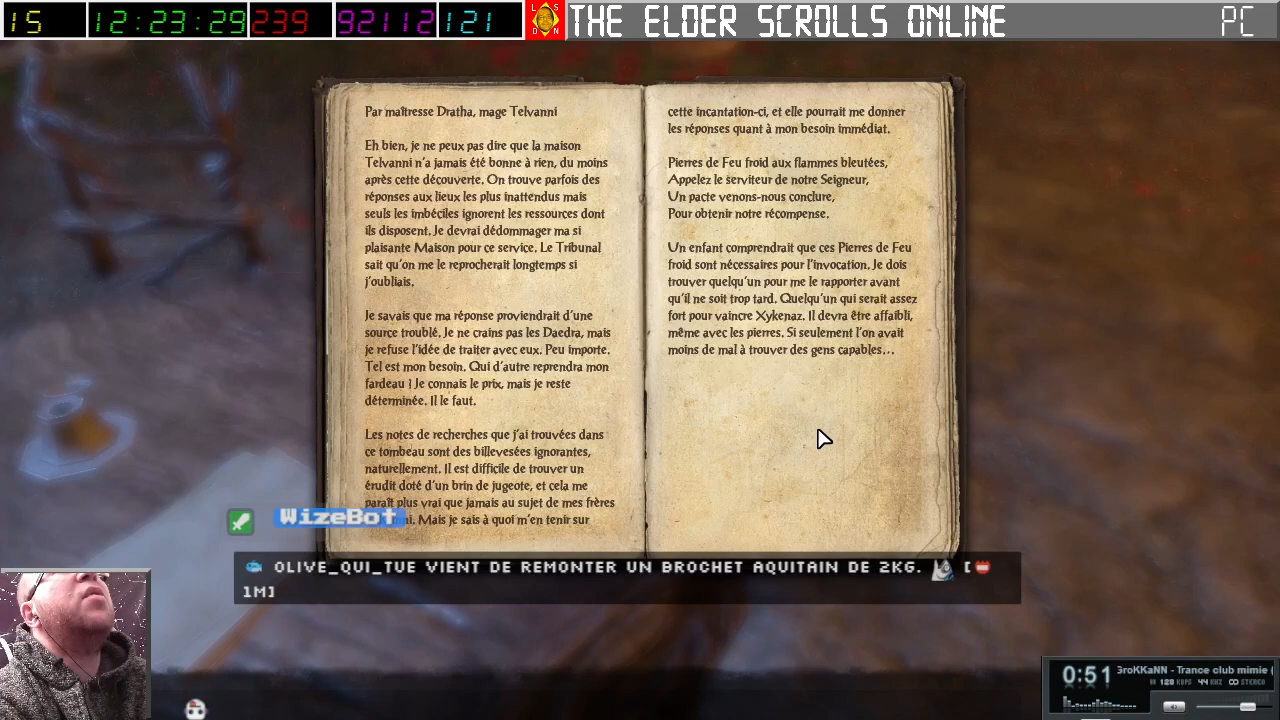 15 12:23:29 239 92112 121 LSDN THE ELDER SCROLLS ONLINE PC
Par maîtresse Dratha, mage Telvanni
Eh bien, je ne peux pas dire que la maison
Telvanni n'a jamais été bonne à rien, du moins
après cette découverte. On trouve parfois des
réponses aux lieux les plus inattendus mais
seuls les imbéciles ignorent les ressources dont
ils disposent. Je devrai dédommager ma si
plaisante Maison pour ce service. Le Tribunal
sait qu'on me le reprocherait longtemps si
j'oubliais.
Je savais que ma réponse proviendrait d'une
source troublé. Je ne crains pas les Daedra, mais
je refuse l'idée de traiter avec eux. Peu importe.
Tel est mon besoin. Qui d'autre reprendra mon
fardeau ! Je connais le prix, mais je reste
déterminée. Il le faut.
Les notes de recherches que j'ai trouvées dans
ce tombeau sont des billevesées ignorantes,
naturellement. Il est difficile de trouver un
érudit doté d'un brin de jugeote, et cela me
paraît plus vrai que jamais au sujet de mes frères
ni. Mais je sais à quoi m'en tenir sur
cette incantation-ci, et elle pourrait me donner
les réponses quant à mon besoin immédiat.
Pierres de Feu froid aux flammes bleutées,
Appelez le serviteur de notre Seigneur,
Un pacte venons-nous conclure,
Pour obtenir notre récompense.
Un enfant comprendrait que ces Pierres de Feu
froid sont nécessaires pour l'invocation. Je dois
trouver quelqu'un pour me le rapporter avant
qu'il ne soit trop tard. Quelqu'un qui serait assez
fort pour vaincre Xykenaz. Il devra être affaibli,
même avec les pierres. Si seulement l'on avait
moins de mal à trouver des gens capables...
WizeBot
OLIVE_QUI_TUE VIENT DE REMONTER UN BROCHET AQUITAIN DE 2KG. [
1M]
0:51 GroKKaNN - Trance club mimie (
128 KBPS 44 KHZ STEREO